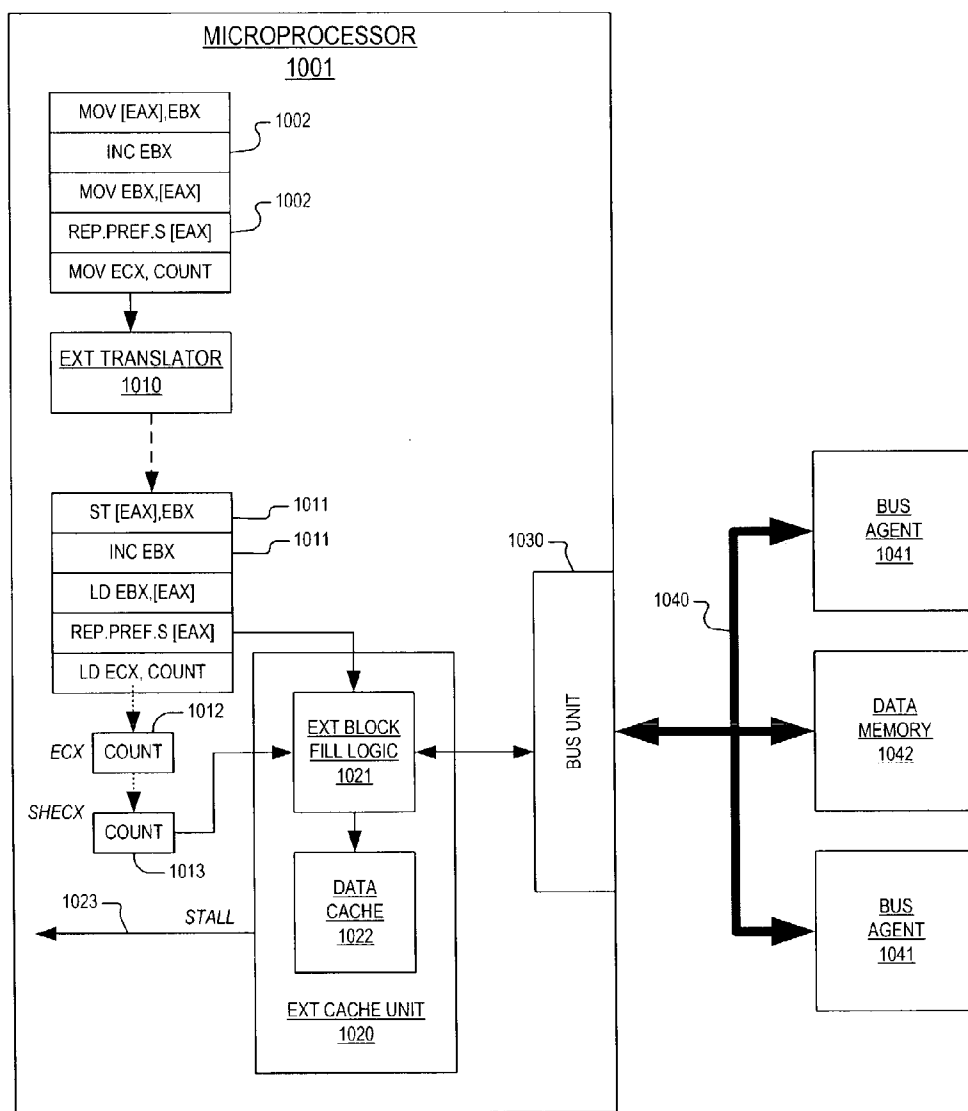 MICROPROCESSOR
1001
MOV [EAX],EBX
1002
INC EBX
MOV EBX,[EAX]
1002
REP.PREF.S [EAX]
MOV ECX, COUNT
EXT TRANSLATOR
1010
ST [EAX],EBX
1011
INC EBX
1011
LD EBX,[EAX]
REP.PREF.S [EAX]
LD ECX, COUNT
1012
ECX
COUNT
SHECX
COUNT
1013
1023
STALL
EXT BLOCK
FILL LOGIC
1021
DATA
CACHE
1022
EXT CACHE UNIT
1020
1030
BUS UNIT
1040
BUS
AGENT
1041
DATA
MEMORY
1042
BUS
AGENT
1041